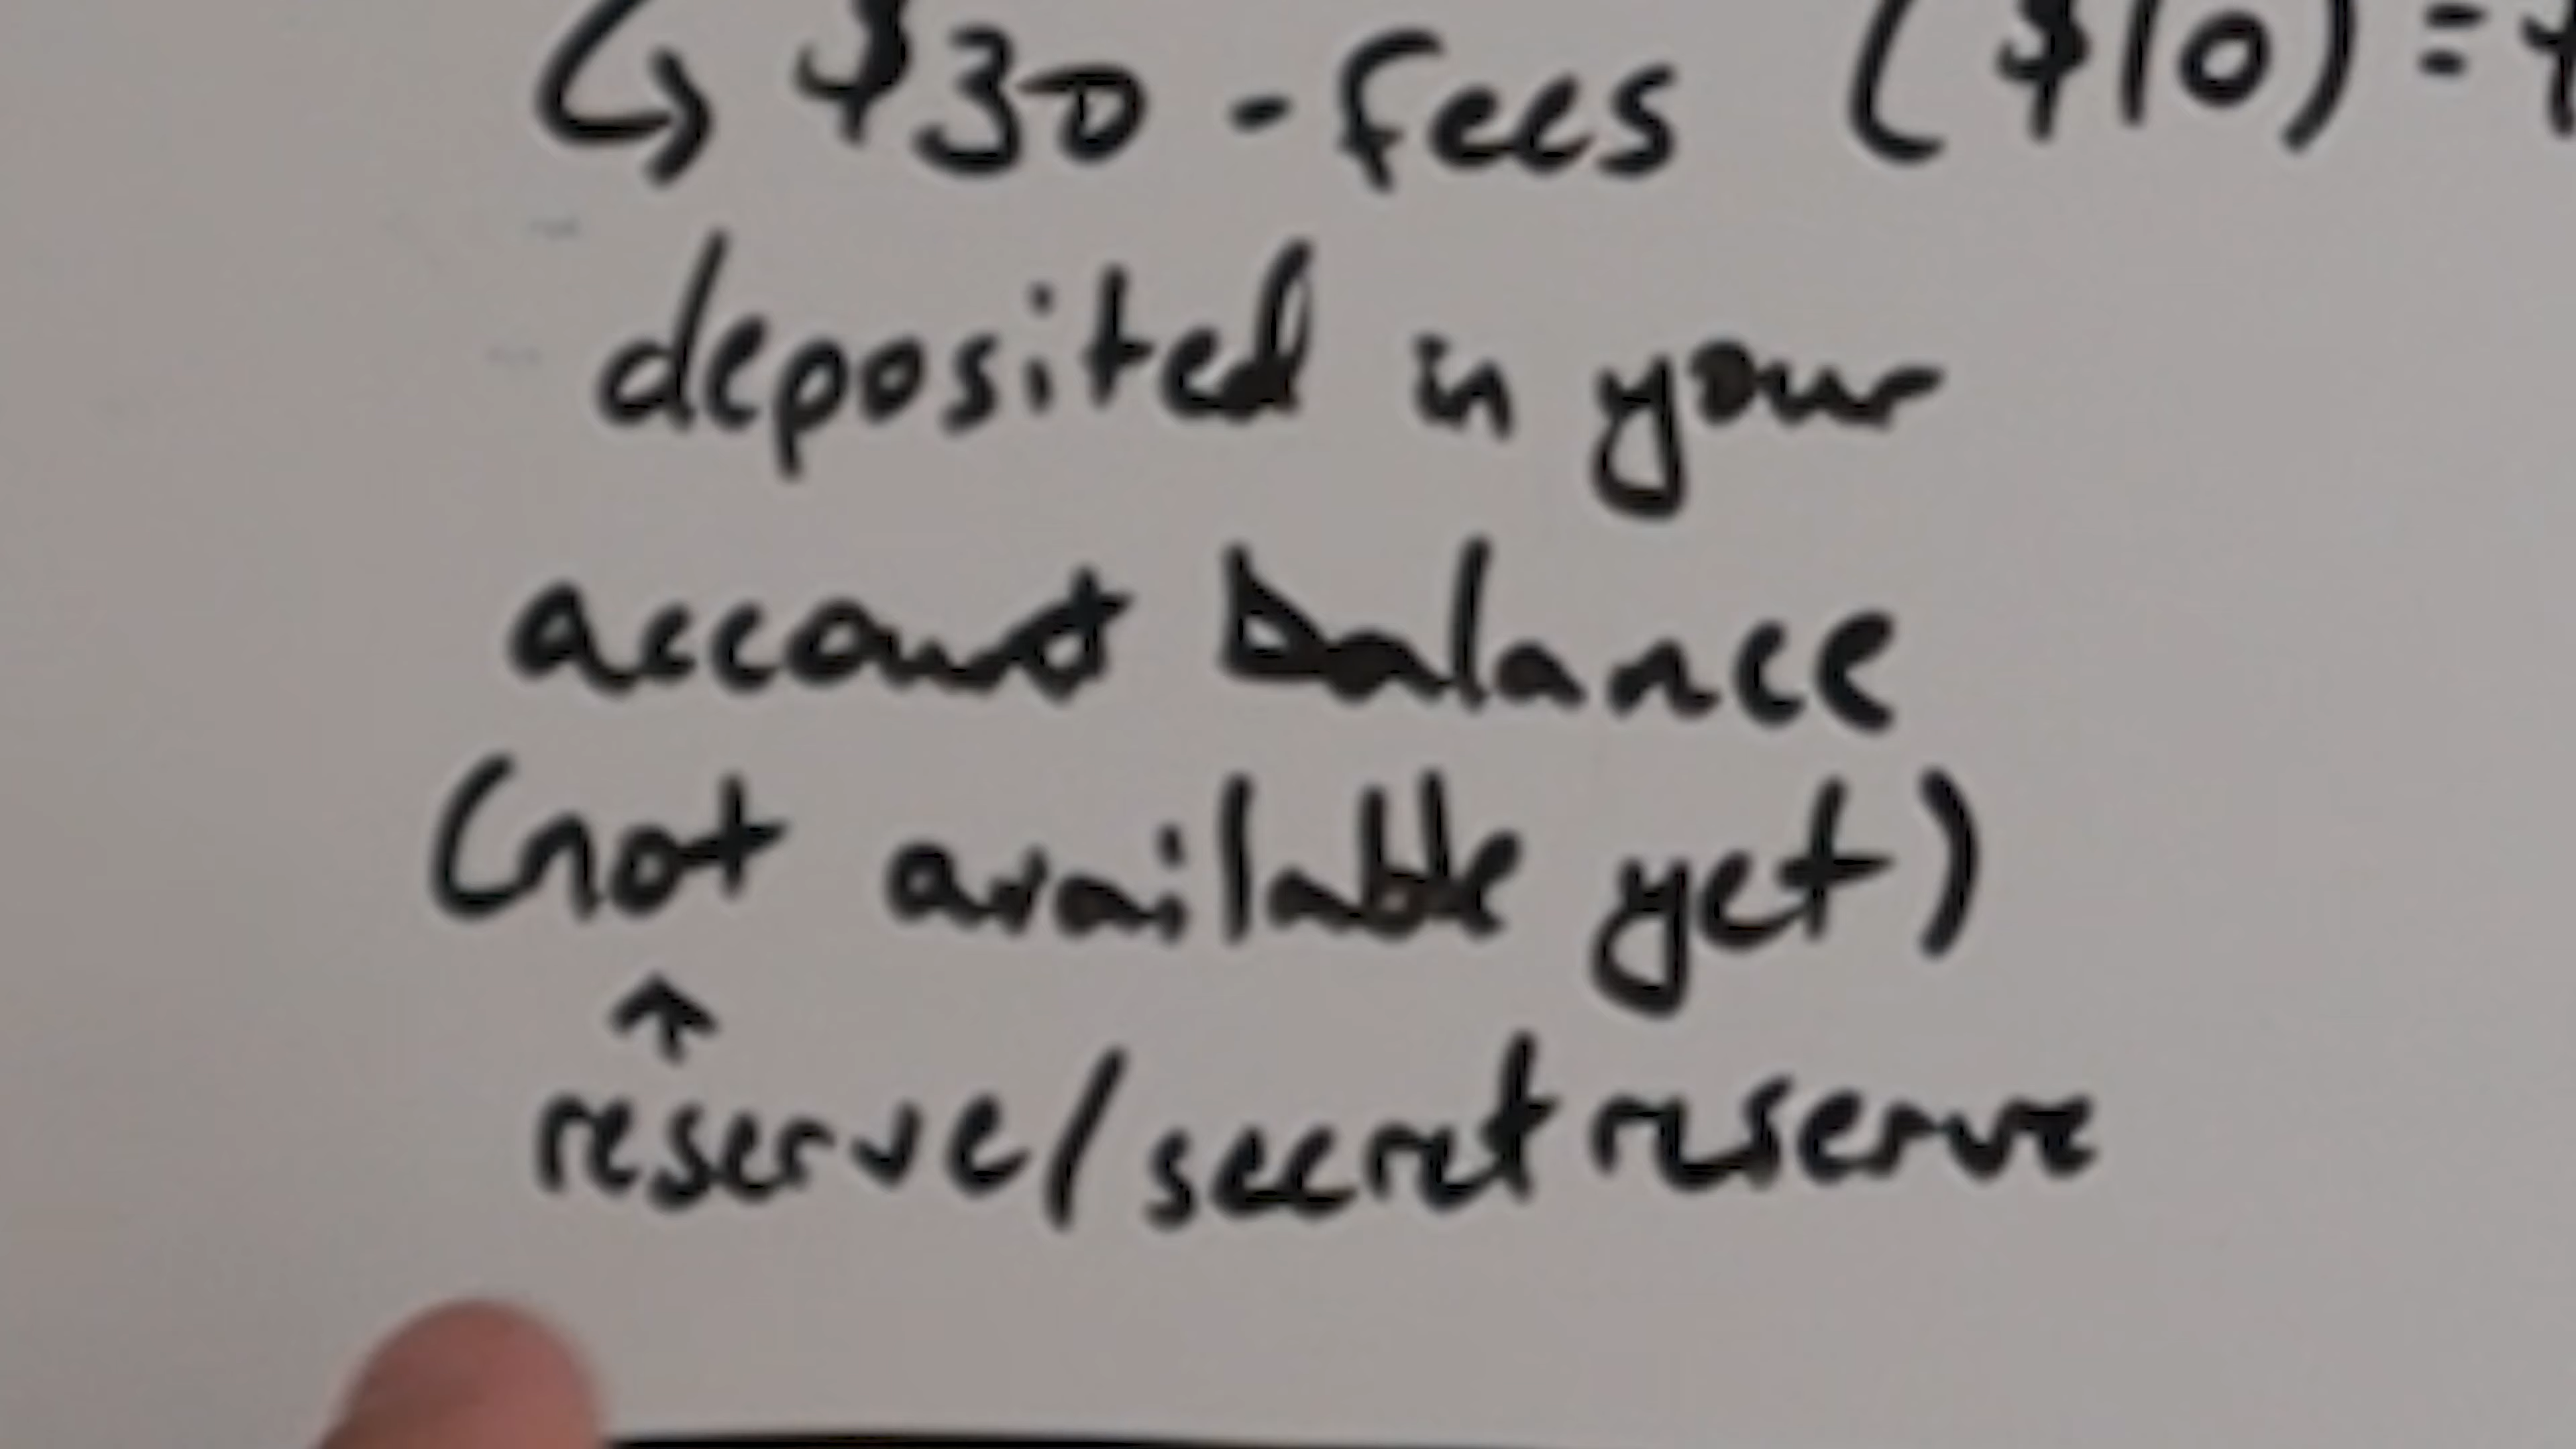 ↳ $30 - fees ($10) =
deposited in your
account balance
(not available yet)
↑
reserve/secret reserve